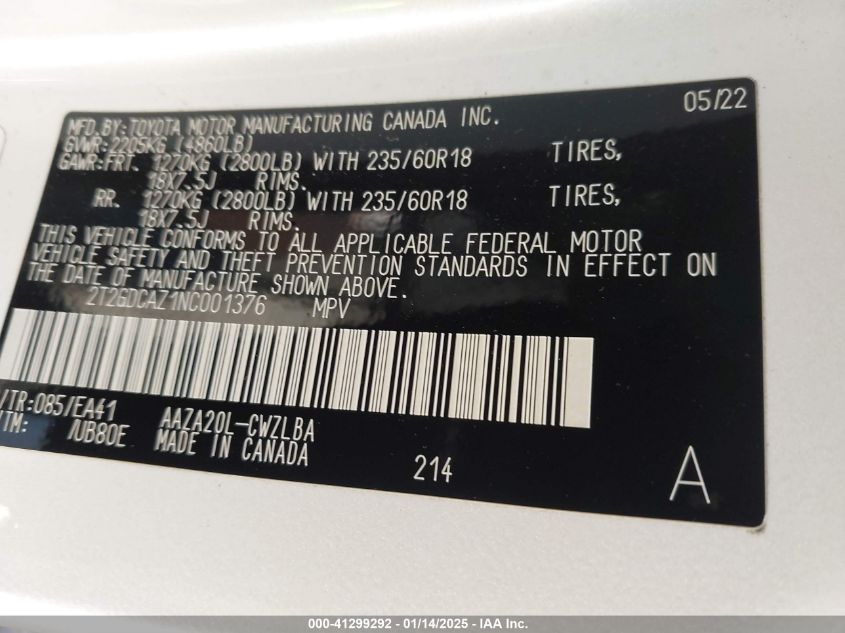 05/22
MFD.BY:TOYOTA MOTOR MANUFACTURING CANADA INC.
GVWR:2205KG (4860LB)
GAWR:FRT. 1270KG (2800LB) WITH 235/60R18 TIRES,
18X7.5J RIMS.
RR. 1270KG (2800LB) WITH 235/60R18 TIRES,
18X7.5J RIMS.
THIS VEHICLE CONFORMS TO ALL APPLICABLE FEDERAL MOTOR
VEHICLE SAFETY AND THEFT PREVENTION STANDARDS IN EFFECT ON
THE DATE OF MANUFACTURE SHOWN ABOVE.
2T2GDCAZ1NC001376 MPV
/TR:085/EA41 AAZA20L-CWZLBA
/TM: /UB80E MADE IN CANADA
214 A
000-41299292 - 01/14/2025 - IAA Inc.